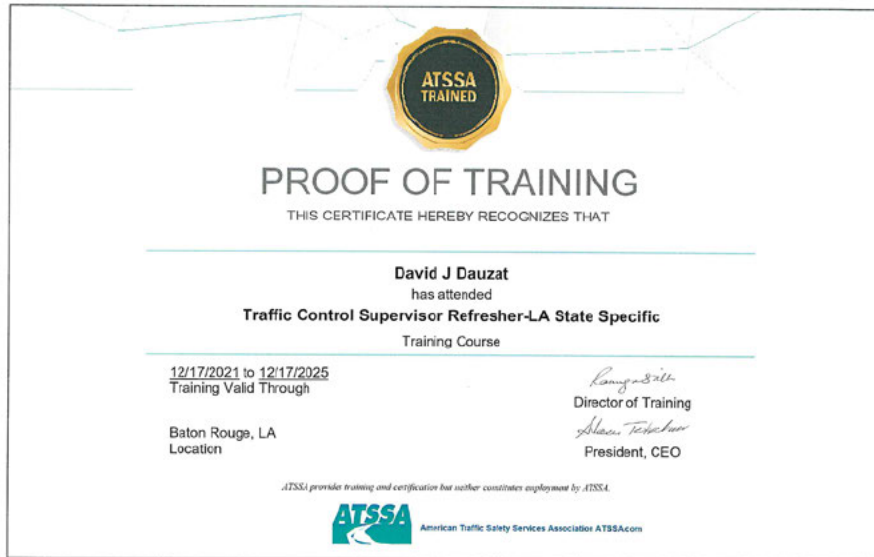 ATSSA
TRAINED
PROOF OF TRAINING
THIS CERTIFICATE HEREBY RECOGNIZES THAT
David J Dauzat
has attended
Traffic Control Supervisor Refresher-LA State Specific
Training Course
12/17/2021 to 12/17/2025
Training Valid Through
Director of Training
Baton Rouge, LA
Location
President, CEO
ATSSA provides training and certification but neither constitutes employment by ATSSA.
ATSSA
American Traffic Safety Services Association ATSSA.com